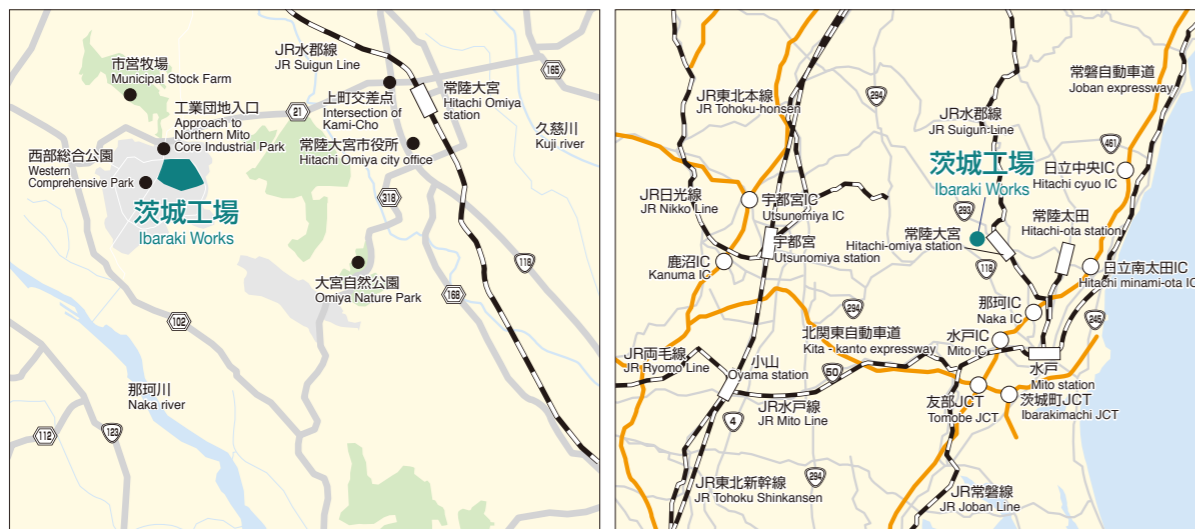 JR水郡線
JR Suigun Line
市営牧場
Municipal Stock Farm
165
常陸大宮
Hitachi Omiya
station
上町交差点
Intersection of
Kami-Cho
21
工業団地入口
Approach to
Northern Mito
Core Industrial Park
久慈川
Kuji river
常陸大宮市役所
Hitachi Omiya city office
西部総合公園
Western
Comprehensive Park
318
茨城工場
Ibaraki Works
118
大宮自然公園
Omiya Nature Park
168
102
那珂川
Naka river
112
123
常磐自動車道
Joban expressway
JR東北本線
JR Tohoku-honsen
294
JR水郡線
JR Suigun Line
461
茨城工場
Ibaraki Works
日立中央IC
Hitachi cyuo IC
JR日光線
JR Nikko Line
宇都宮IC
Utsunomiya IC
293
常陸太田
Hitachi-ota station
常陸大宮
Hitachi-omiya station
宇都宮
Utsunomiya station
鹿沼IC
Kanuma IC
118
日立南太田IC
Hitachi minami-ota IC
294
那珂IC
Naka IC
245
北関東自動車道
Kita - kanto expressway
水戸IC
Mito IC
JR両毛線
JR Ryomo Line
小山
Oyama station
50
水戸
Mito station
友部JCT
Tomobe JCT
茨城町JCT
Ibarakimachi JCT
JR水戸線
JR Mito Line
4
JR東北新幹線
JR Tohoku Shinkansen
294
JR常磐線
JR Joban Line